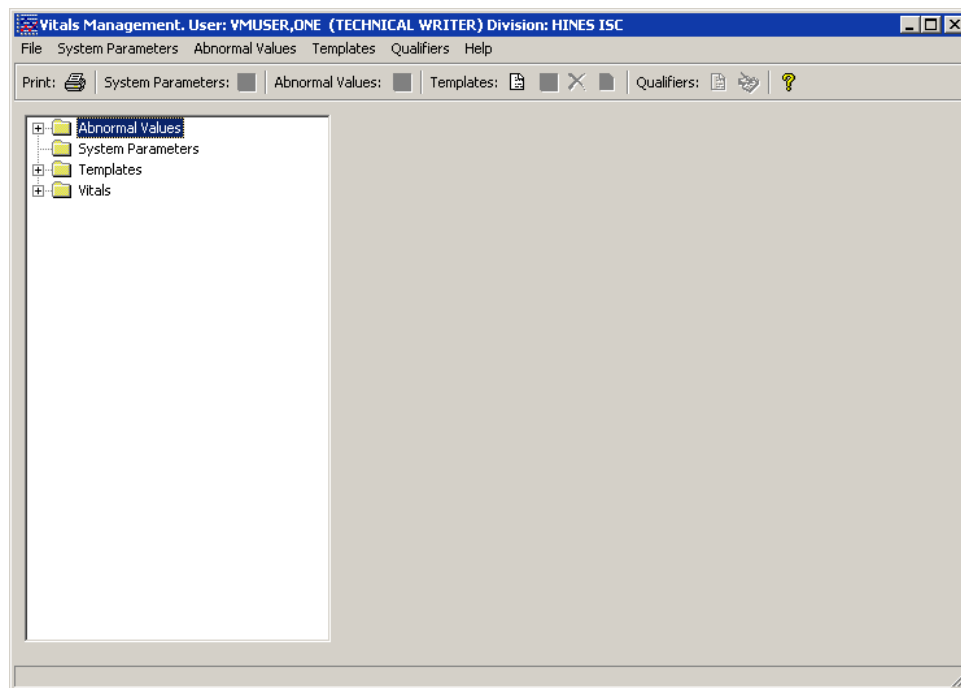 Vitals Management. User: VMUSER,ONE (TECHNICAL WRITER) Division: HINES ISC
File System Parameters Abnormal Values Templates Qualifiers Help
Print: System Parameters: Abnormal Values: Templates: Qualifiers:
Abnormal Values
System Parameters
Templates
Vitals